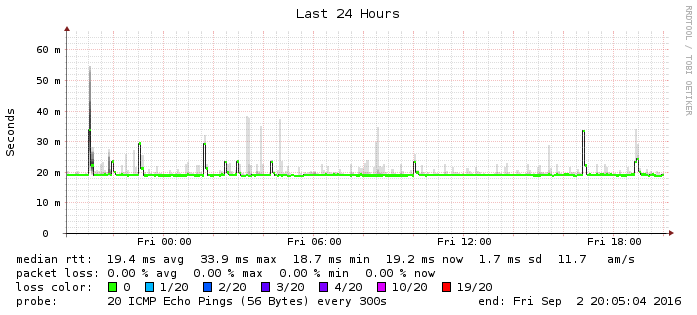 Last 24 Hours
RRDTOOL / TOBI OETIKER
Seconds
60 m
50 m
40 m
30 m
20 m
10 m
0
Fri 00:00 Fri 06:00 Fri 12:00 Fri 18:00
median rtt: 19.4 ms avg 33.9 ms max 18.7 ms min 19.2 ms now 1.7 ms sd 11.7 am/s
packet loss: 0.00 % avg 0.00 % max 0.00 % min 0.00 % now
loss color: 0 1/20 2/20 3/20 4/20 10/20 19/20
probe: 20 ICMP Echo Pings (56 Bytes) every 300s end: Fri Sep 2 20:05:04 2016